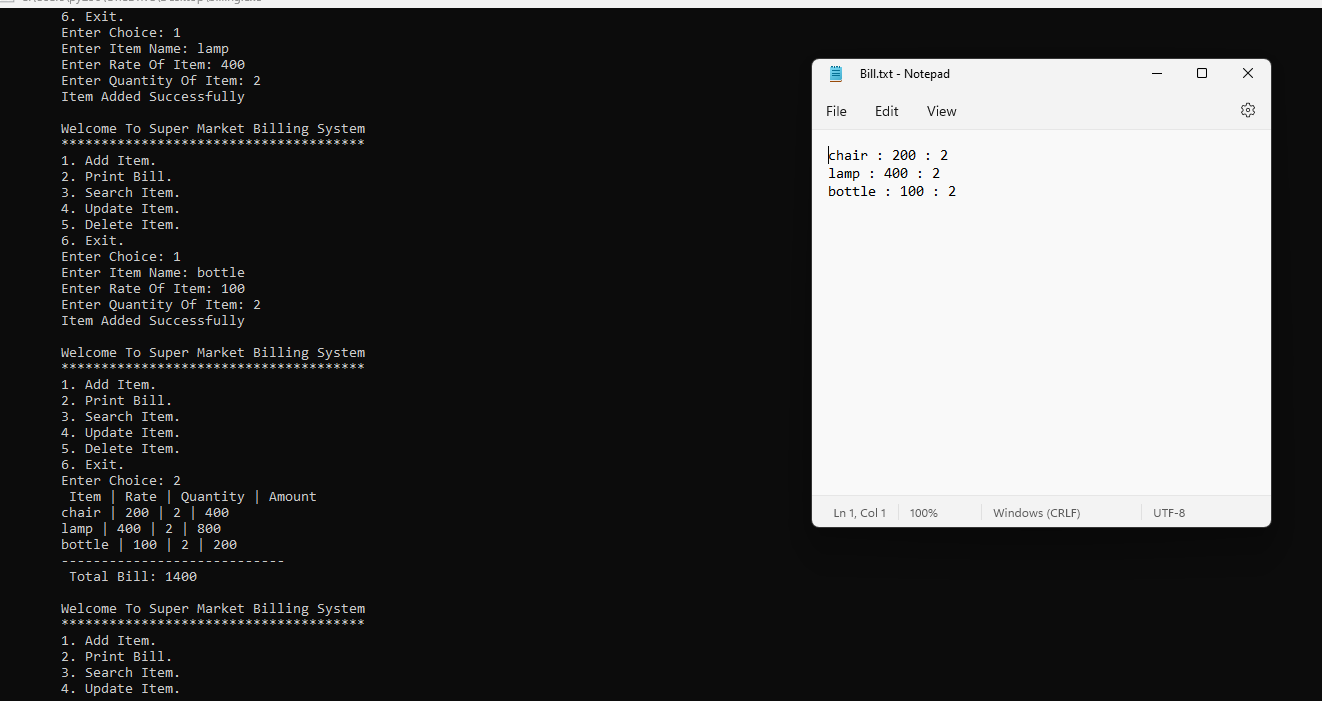 6. Exit.
Enter Choice: 1
Enter Item Name: lamp
Enter Rate Of Item: 400
Enter Quantity Of Item: 2
Item Added Successfully
Welcome To Super Market Billing System
**************************************
1. Add Item.
2. Print Bill.
3. Search Item.
4. Update Item.
5. Delete Item.
6. Exit.
Enter Choice: 1
Enter Item Name: bottle
Enter Rate Of Item: 100
Enter Quantity Of Item: 2
Item Added Successfully
Welcome To Super Market Billing System
**************************************
1. Add Item.
2. Print Bill.
3. Search Item.
4. Update Item.
5. Delete Item.
6. Exit.
Enter Choice: 2
Item | Rate | Quantity | Amount
chair | 200 | 2 | 400
lamp | 400 | 2 | 800
bottle | 100 | 2 | 200
----------------------------
Total Bill: 1400
Welcome To Super Market Billing System
**************************************
1. Add Item.
2. Print Bill.
3. Search Item.
4. Update Item.
Bill.txt - Notepad
File Edit View
chair : 200 : 2
lamp : 400 : 2
bottle : 100 : 2
Ln 1, Col 1 100% Windows (CRLF) UTF-8